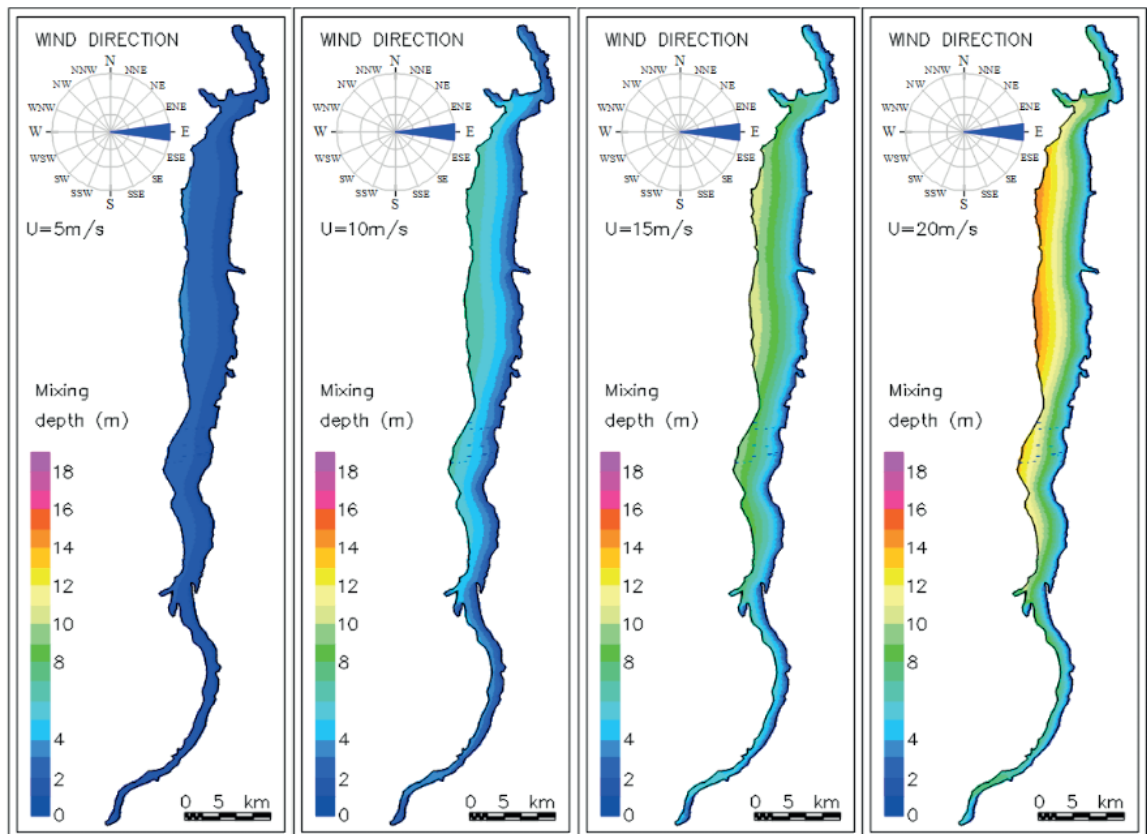 WIND DIRECTION
N
NNW NNE
NW NE
WNW ENE
W E
WSW ESE
SW SE
SSW SSE
S
U=5m/s
Mixing
depth (m)
18
16
14
12
10
8
4
2
0
0 5 km
WIND DIRECTION
N
NNW NNE
NW NE
WNW ENE
W E
WSW ESE
SW SE
SSW SSE
S
U=10m/s
Mixing
depth (m)
18
16
14
12
10
8
4
2
0
0 5 km
WIND DIRECTION
N
NNW NNE
NW NE
WNW ENE
W E
WSW ESE
SW SE
SSW SSE
S
U=15m/s
Mixing
depth (m)
18
16
14
12
10
8
4
2
0
0 5 km
WIND DIRECTION
N
NNW NNE
NW NE
WNW ENE
W E
WSW ESE
SW SE
SSW SSE
S
U=20m/s
Mixing
depth (m)
18
16
14
12
10
8
4
2
0
0 5 km